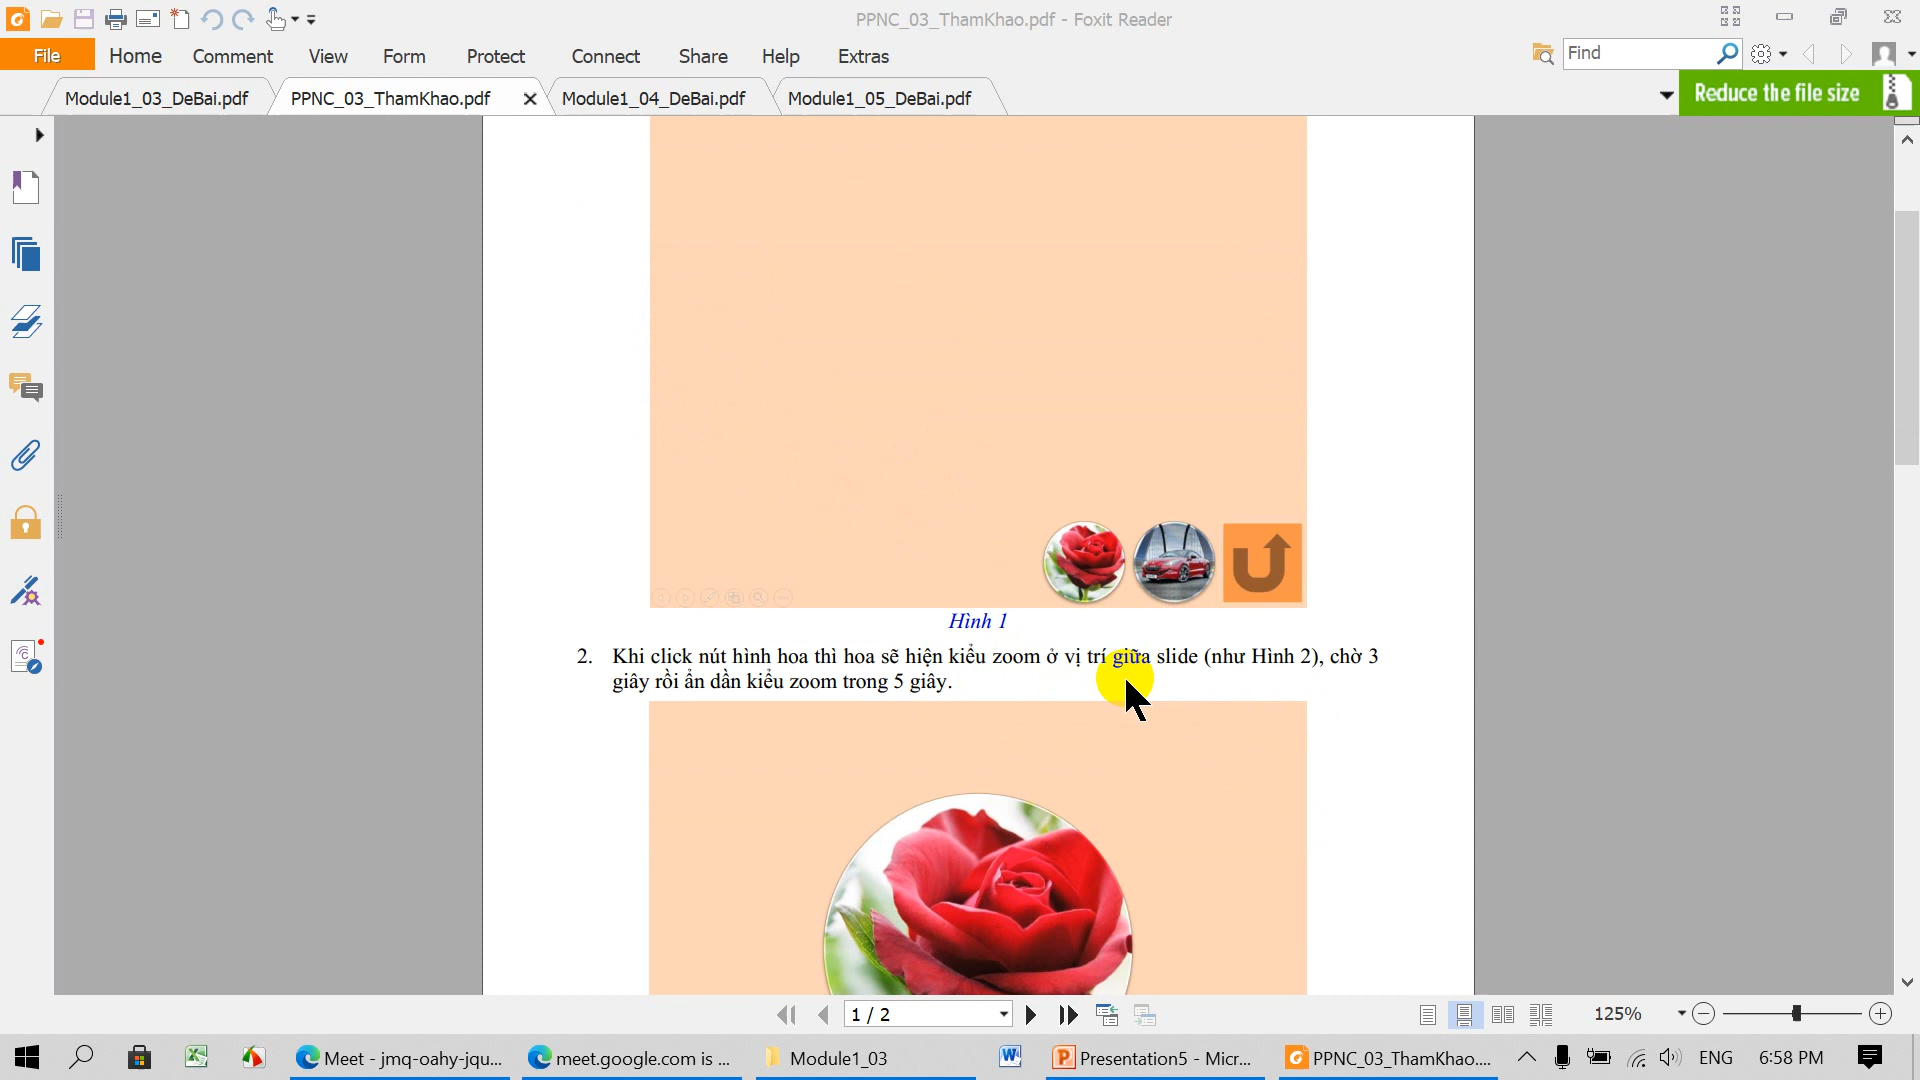 PPNC_03_ThamKhao.pdf - Foxit Reader
File Home Comment View Form Protect Connect Share Help Extras
Find
Module1_03_DeBai.pdf
PPNC_03_ThamKhao.pdf
Module1_04_DeBai.pdf
Module1_05_DeBai.pdf
Reduce the file size
Hình 1
2. Khi click nút hình hoa thì hoa sẽ hiện kiểu zoom ở vị trí giữa slide (như Hình 2), chờ 3
giây rồi ẩn dần kiểu zoom trong 5 giây.
1 / 2
125%
Meet - jmq-oahy-jqu...
meet.google.com is ...
Module1_03
Presentation5 - Micr...
PPNC_03_ThamKhao....
ENG
6:58 PM